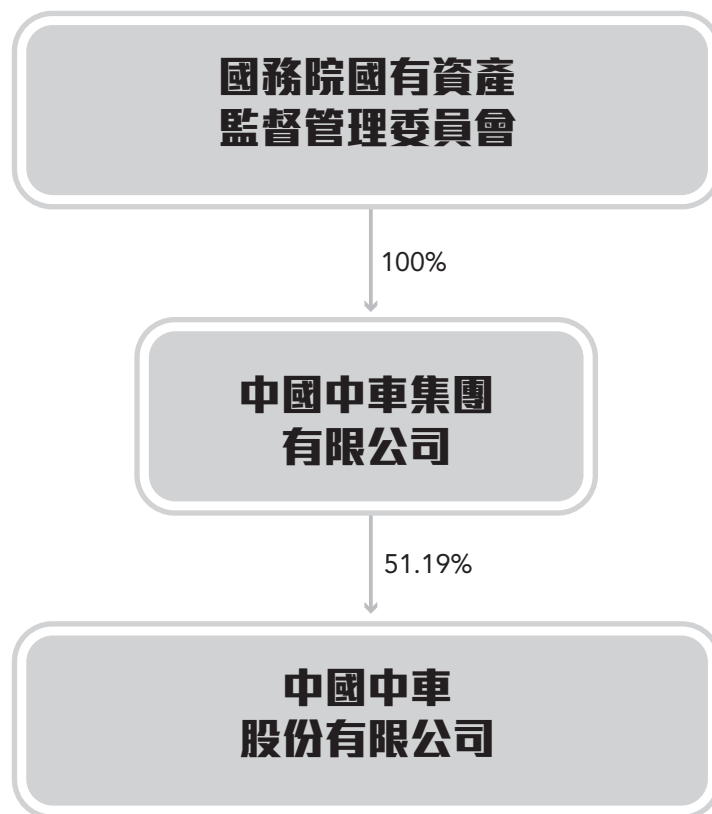 國務院國有資產
監督管理委員會
100%
中國中車集團
有限公司
51.19%
中國中車
股份有限公司